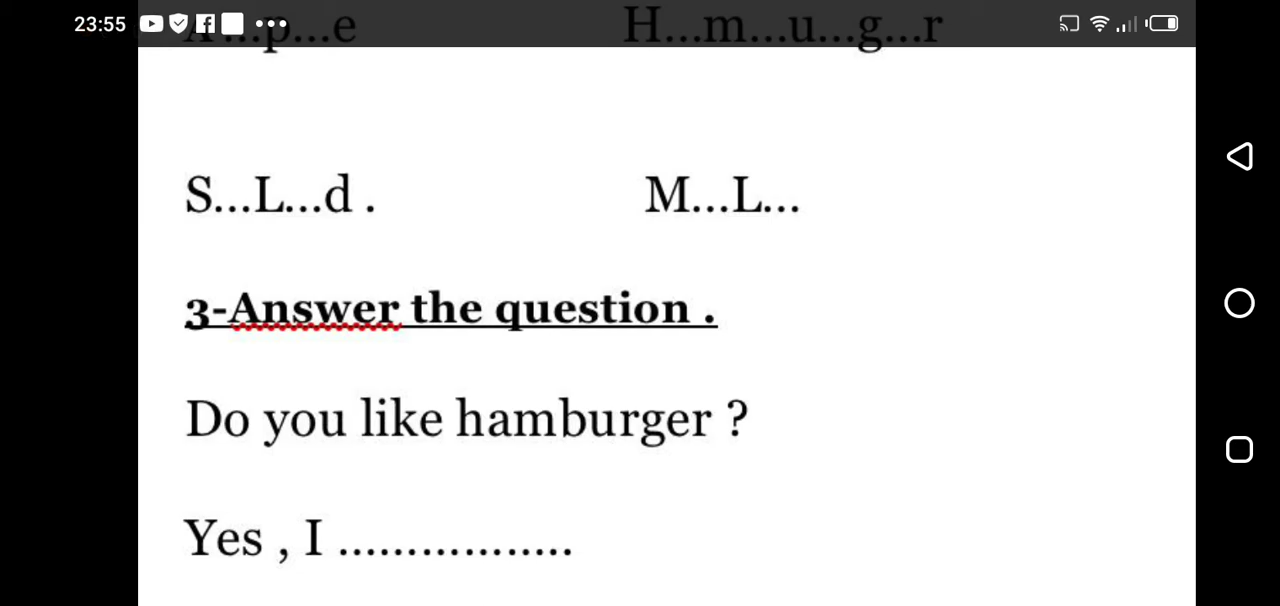 23:55
A...p...e H...m...u...g...r
S...L...d . M...L...
3-Answer the question .
Do you like hamburger ?
Yes , I .................